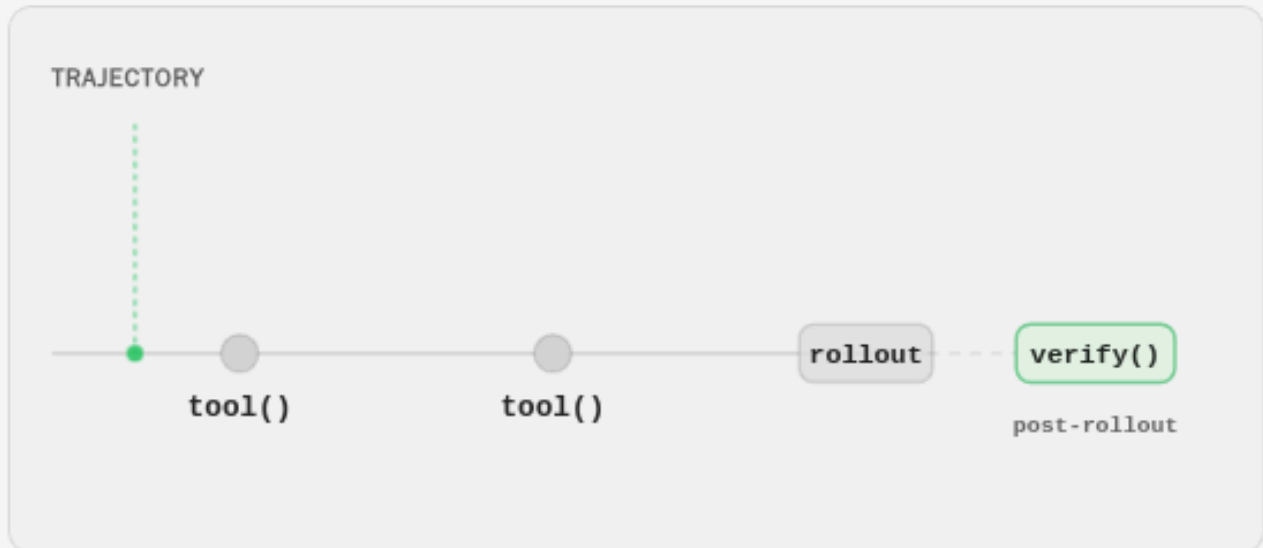 TRAJECTORY
rollout
verify()
tool()
tool()
post-rollout